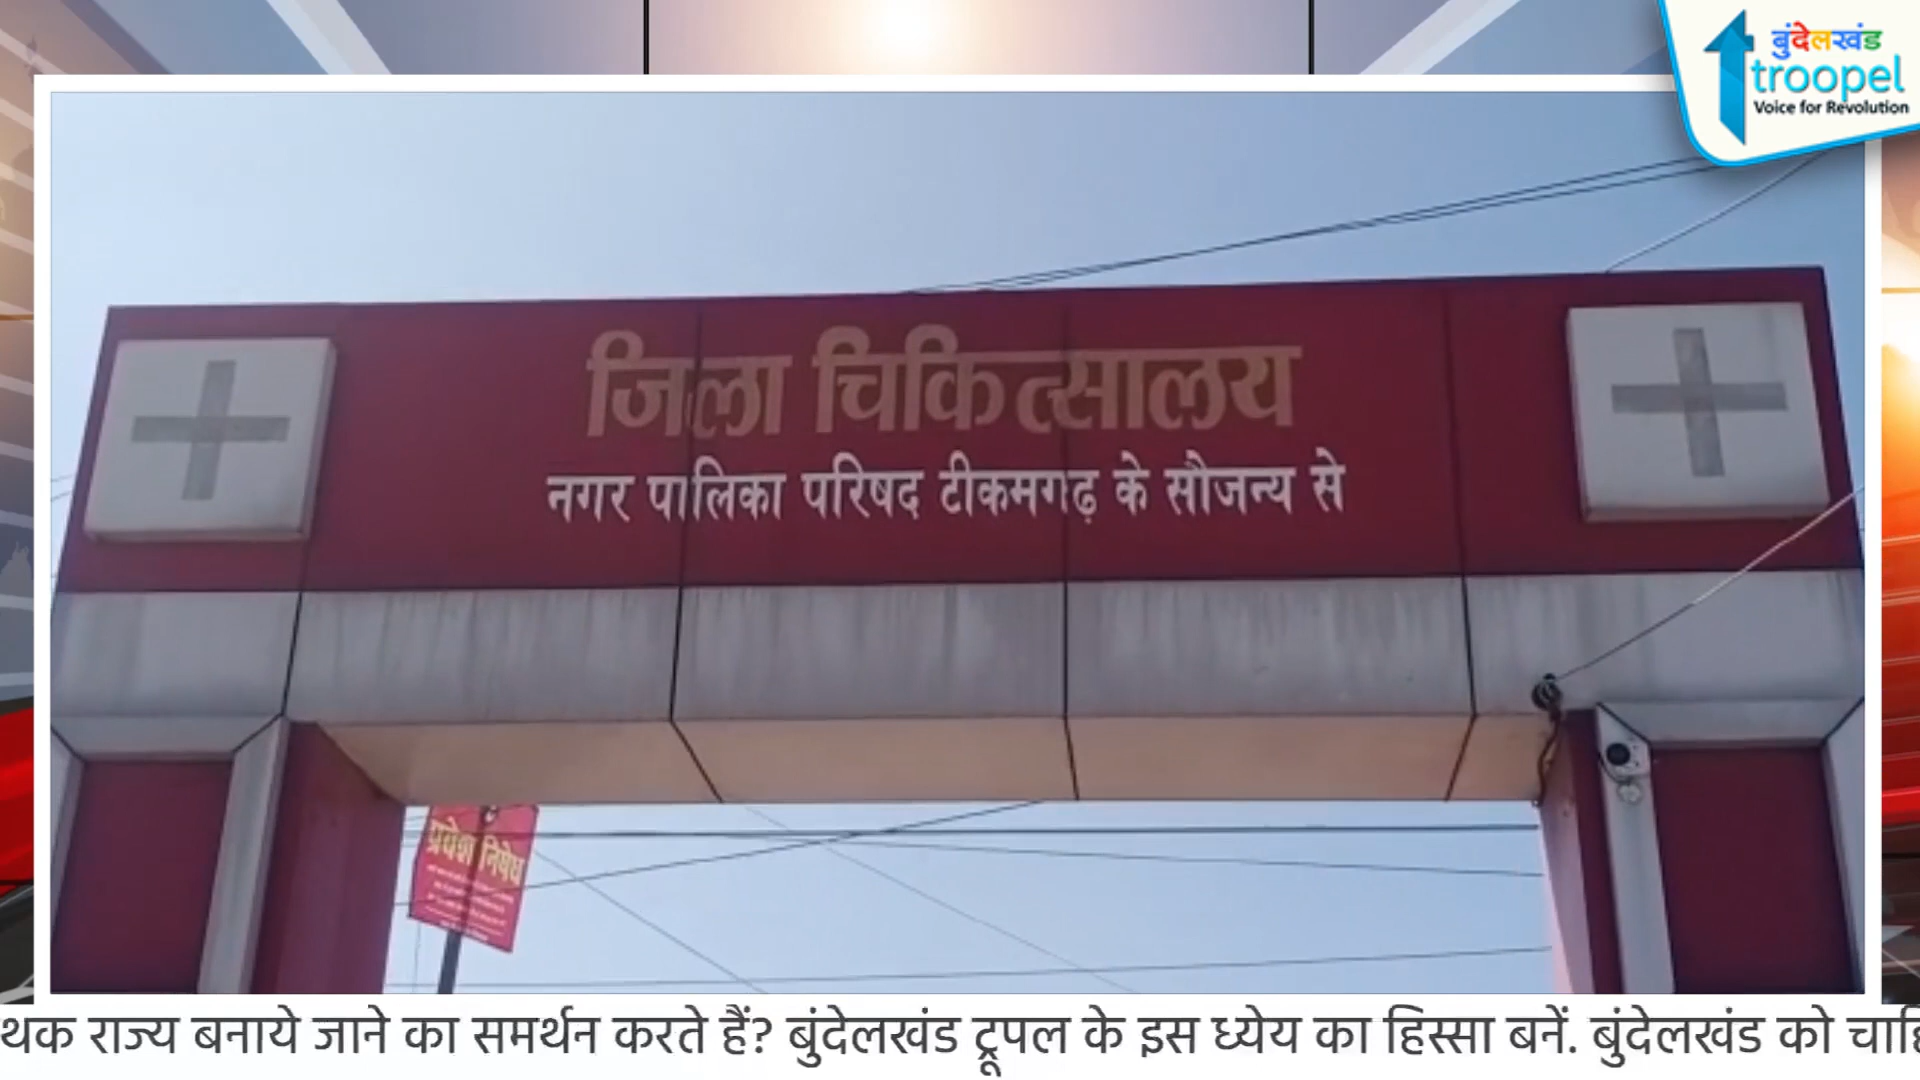 बुंदेलखंड
troopel
Voice for Revolution
जिला चिकित्सालय
नगर पालिका परिषद टीकमगढ़ के सौजन्य से
प्रवेश निषेध
थक राज्य बनाये जाने का समर्थन करते हैं? बुंदेलखंड ट्रूपल के इस ध्येय का हिस्सा बनें. बुंदेलखंड को